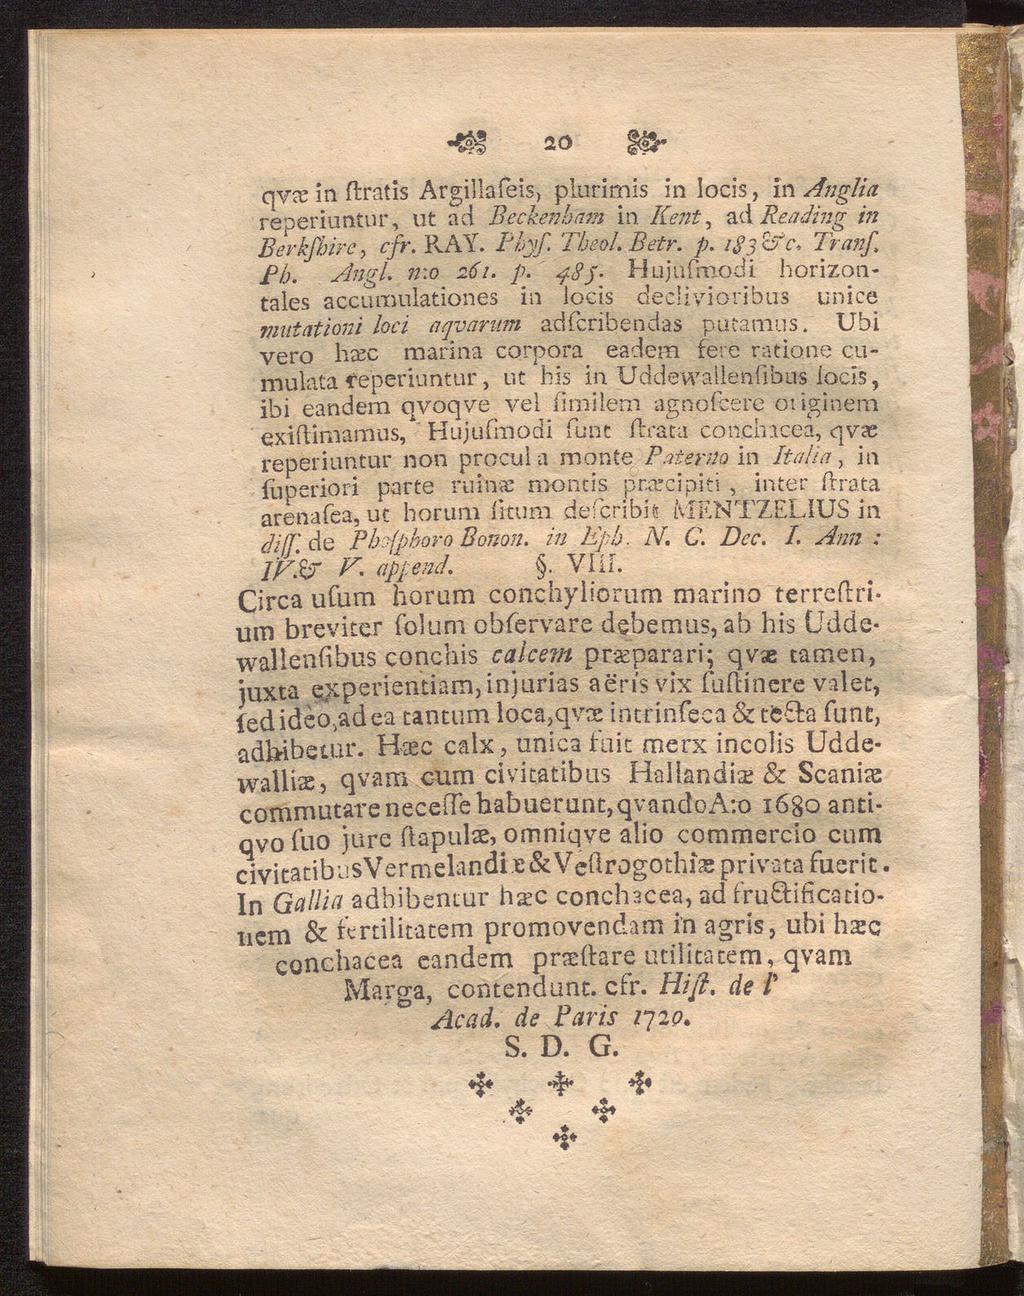 20
qvæ in ſtratis Argillaſeis, plurimis in locis, in Anglia
reperiuntur, ut ad Beckenham in Kent, ad Reading in
Berkſhire, cfr. RAY. Phyſ. Theol. Betr. p. 183 &c. Tranſ.
Ph. Angl. n:o 261. p. 485. Hujuſmodi horizon-
tales accumulationes in locis declivioribus unice
mutationi loci aqvarum adſcribendas putamus. Ubi
vero hæc marina corpora eadem fere ratione cu-
mulata reperiuntur, ut his in Uddewallenſibus locis,
ibi eandem qvoqve vel ſimilem agnoſcere originem
exiſtimamus, Hujuſmodi ſunt ſtrata conchacea, qvæ
reperiuntur non procul a monte Paterno in Italia, in
ſuperiori parte ruinæ montis præcipiti, inter ſtrata
arenaſea, ut horum ſitum deſcribit MENTZELIUS in
diſſ. de Phoſphoro Bonon. in Eph. N. C. Dec. I. Ann :
IV. & V. append. §. VIII.
Circa uſum horum conchyliorum marino terreſtri-
um breviter ſolum obſervare debemus, ab his Udde-
wallenſibus conchis calcem præparari; qvæ tamen,
juxta experientiam, injurias aëris vix ſuſtinere valet,
ſed ideo, ad ea tantum loca, qvæ intrinſeca & tecta ſunt,
adhibetur. Hæc calx, unica fuit merx incolis Udde-
walliæ, qvam cum civitatibus Hallandiæ & Scaniæ
commutare neceſſe habuerunt, qvando A:o 1680 anti-
qvo ſuo jure ſtapulæ, omniqve alio commercio cum
civitatibus Vermelandiæ & Veſtrogothiæ privata fuerit.
In Gallia adhibentur hæc conchacea, ad fructificatio-
nem & fertilitatem promovendam in agris, ubi hæc
conchacea eandem præſtare utilitatem, qvam
Marga, contendunt. cfr. Hiſt. de l'
Acad. de Paris 1720.
S. D. G.